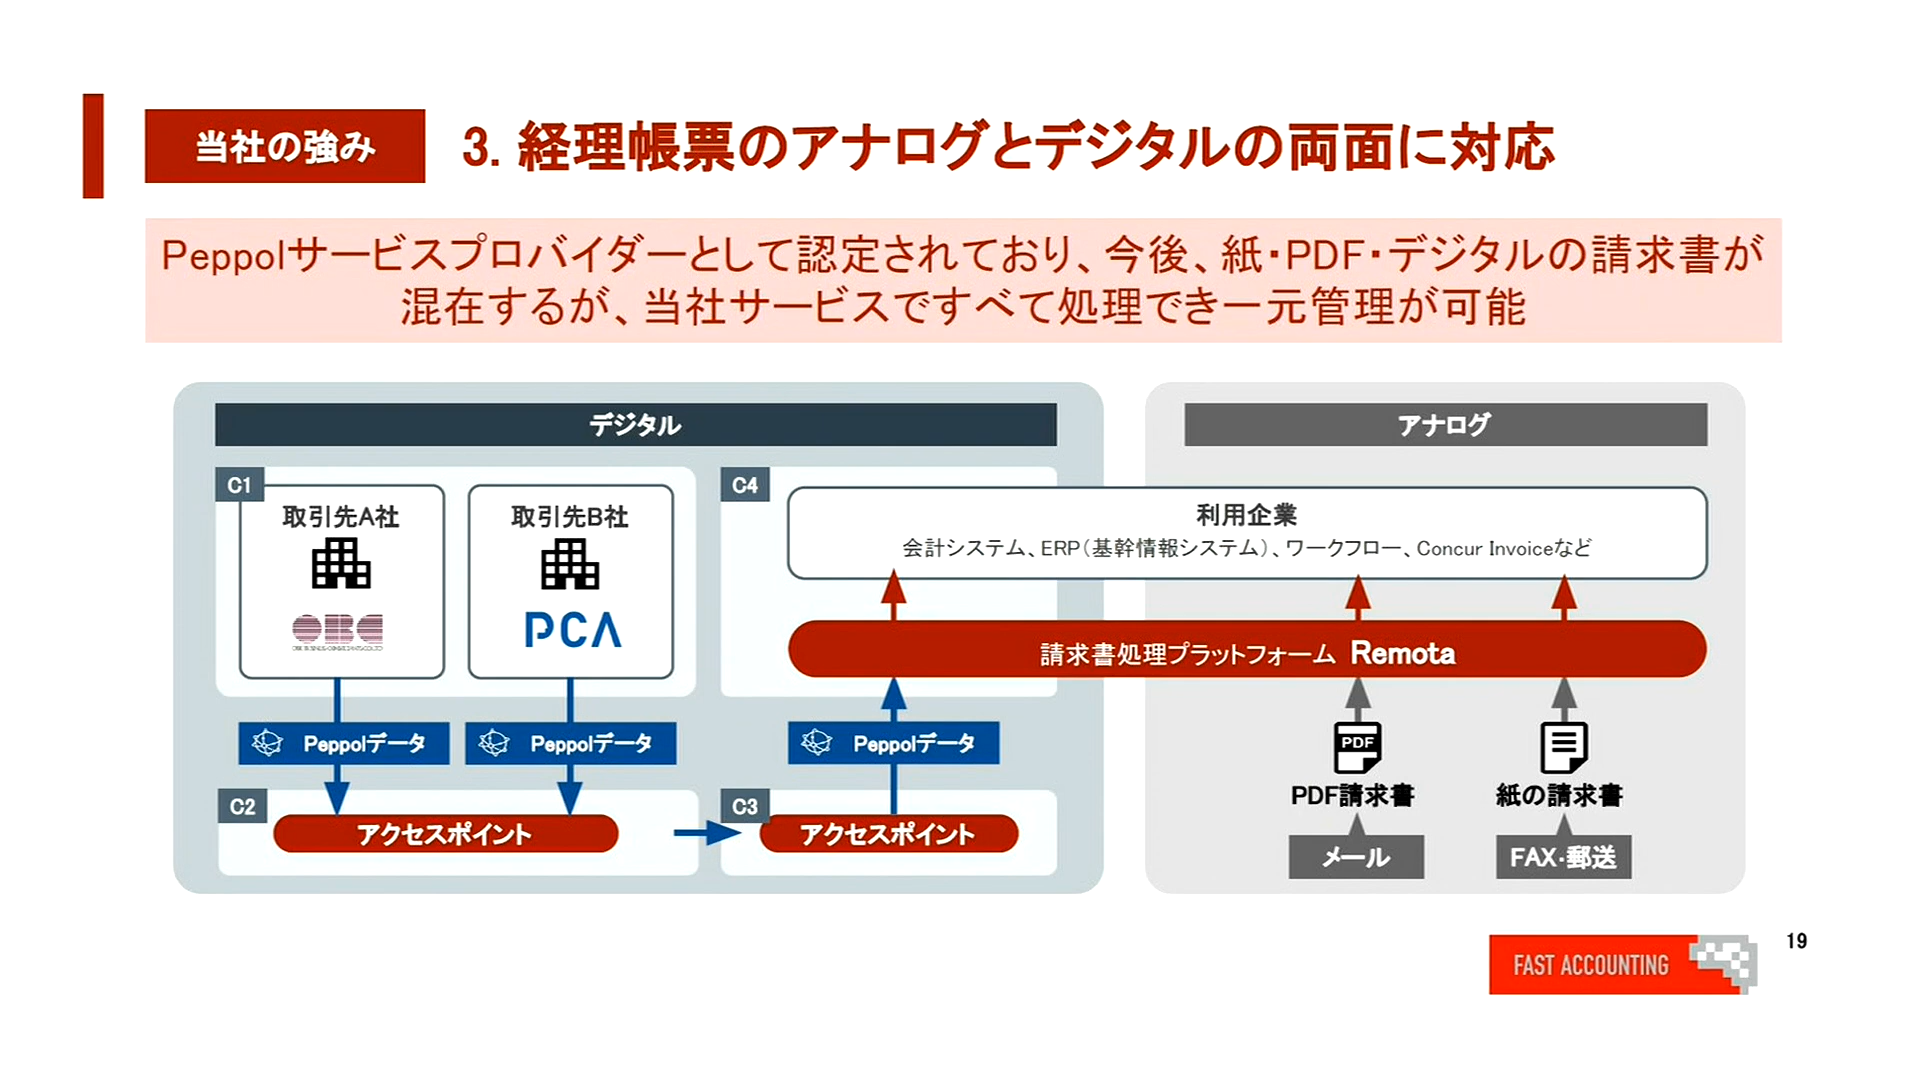 当社の強み
3. 経理帳票のアナログとデジタルの両面に対応
Peppolサービスプロバイダーとして認定されており、今後、紙・PDF・デジタルの請求書が
混在するが、当社サービスですべて処理でき一元管理が可能
デジタル
C1
取引先A社
OBC
取引先B社
PCA
Peppolデータ
Peppolデータ
C2
アクセスポイント
C3
アクセスポイント
Peppolデータ
C4
アナログ
利用企業
会計システム、ERP(基幹情報システム)、ワークフロー、Concur Invoiceなど
請求書処理プラットフォーム Remota
PDF
PDF請求書
メール
紙の請求書
FAX・郵送
FAST ACCOUNTING
19